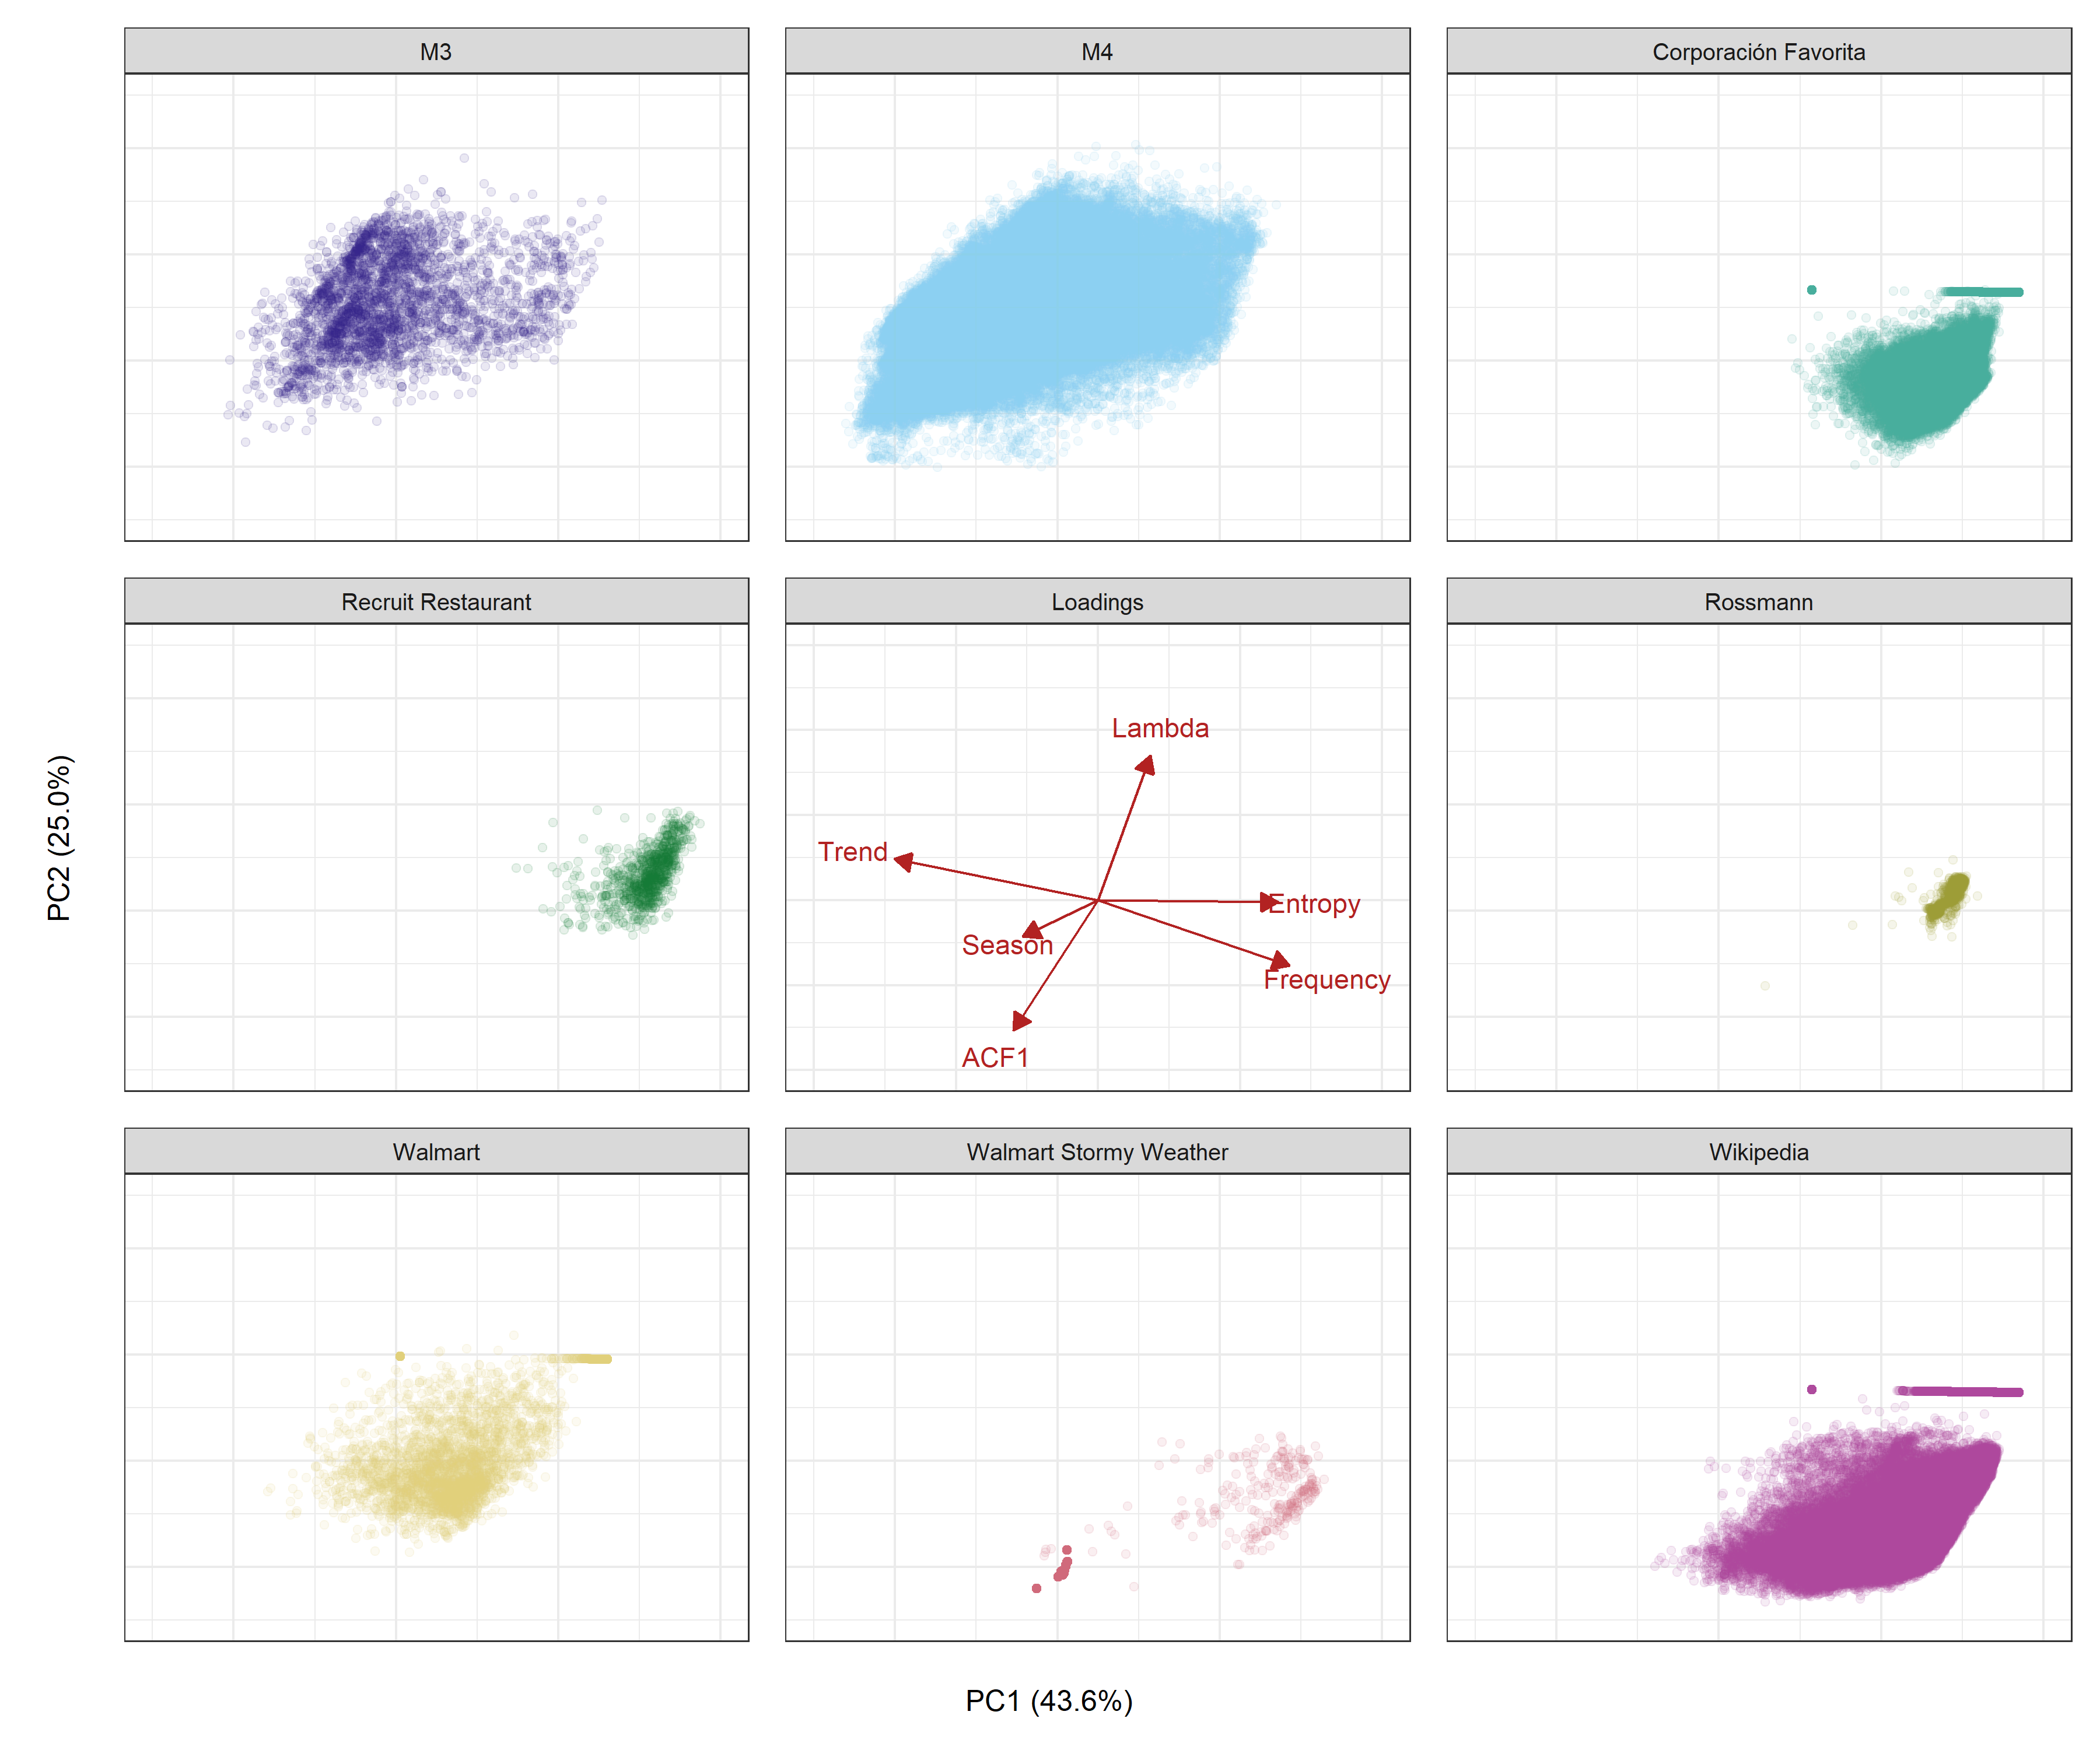 M3
M4
Corporación Favorita
Recruit Restaurant
Loadings
Rossmann
Lambda
Trend
Entropy
Season
Frequency
ACF1
PC2 (25.0%)
Walmart
Walmart Stormy Weather
Wikipedia
PC1 (43.6%)